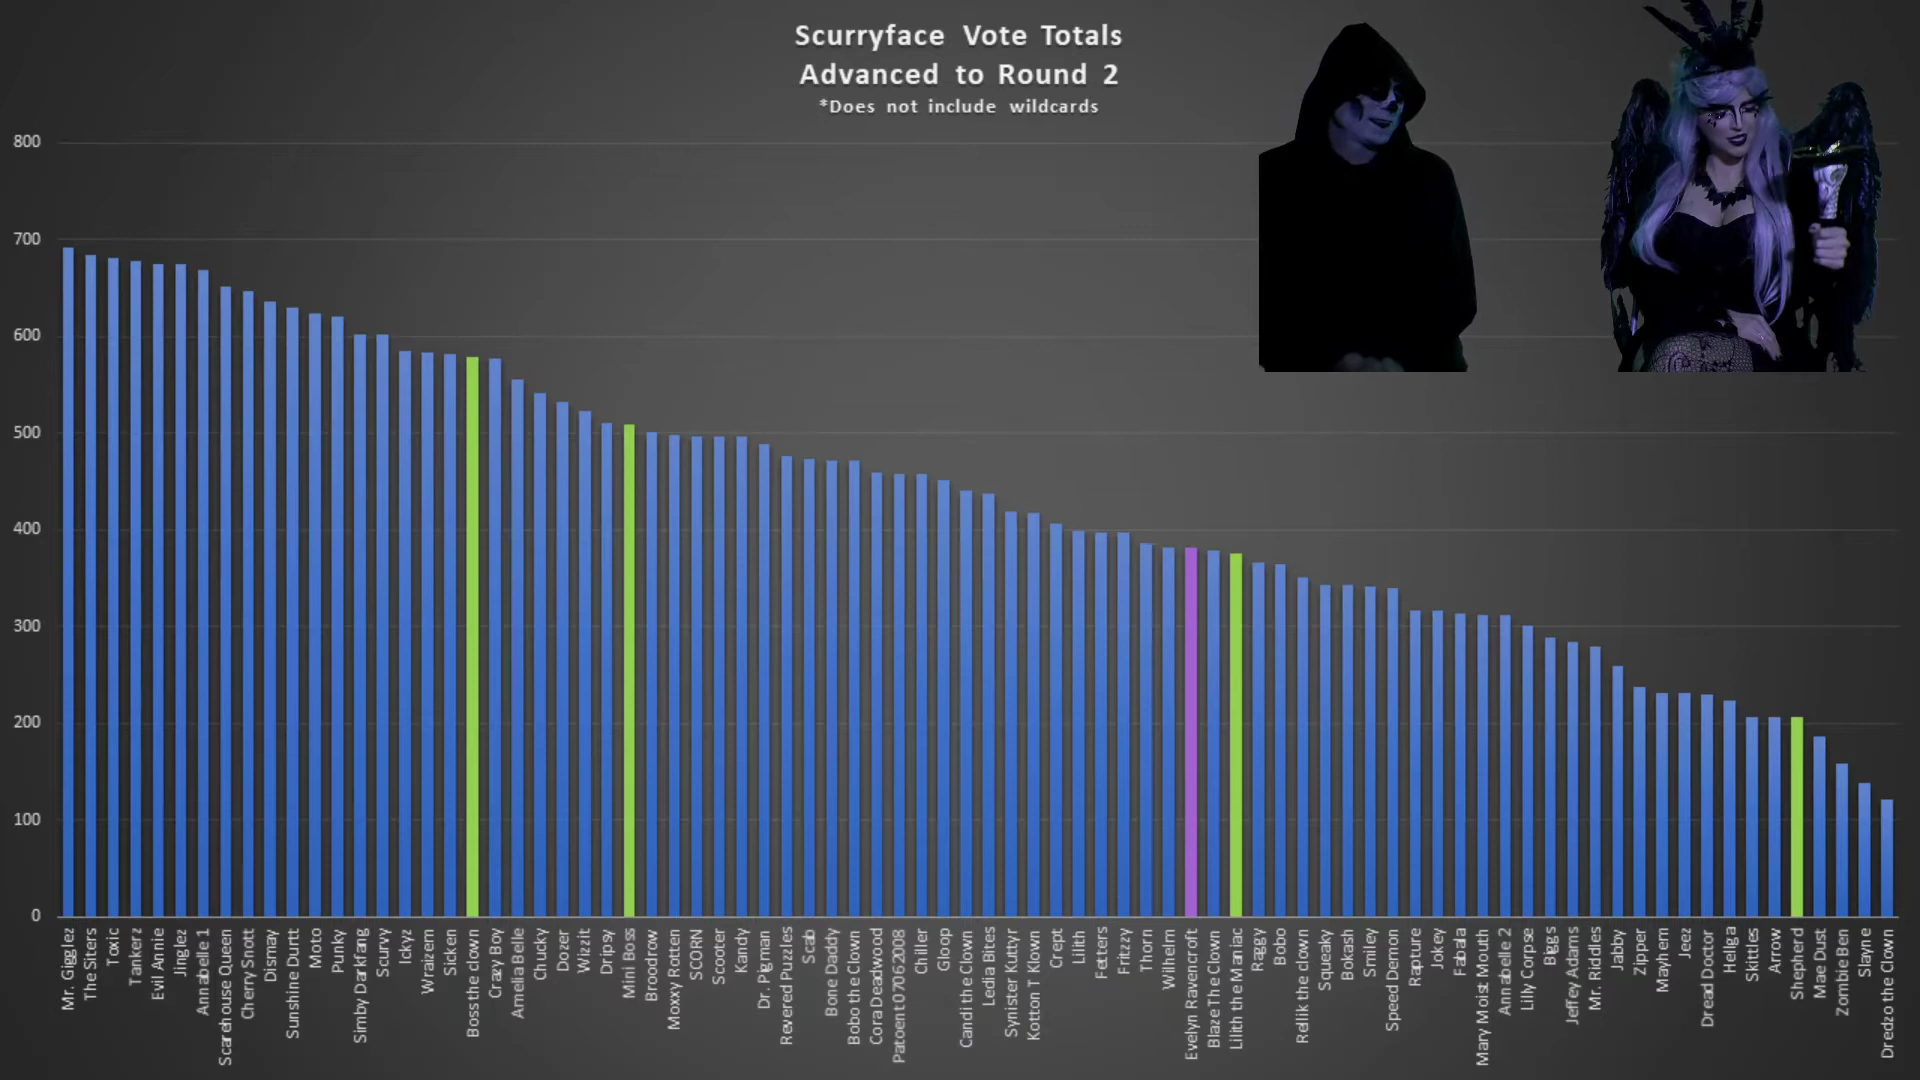 Scurryface Vote Totals
Advanced to Round 2
*Does not include wildcards
800
700
600
500
400
300
200
100
0
Mr. Gigglez
The Sisters
Toxic
Tankerz
Evil Annie
Jinglez
Annabelle 1
Scarehouse Queen
Cherry Snott
Dismay
Sunshine Durtt
Moto
Punky
Simby Darkfang
Scurvy
Ickyz
Wraizem
Sicken
Boss the clown
Crazy Boy
Amelia Belle
Chucky
Dozer
Wizzit
Dripsy
Mini Boss
Broodrow
Moxxy Rotten
SCORN
Scooter
Kandy
Dr. Pigman
Revered Puzzles
Scab
Bone Daddy
Bobo the Clown
Corra Deadwood
Patoent 07062008
Chiller
Gloop
Candi the Clown
Ledia Bites
Synister Kuttyr
Kotton T Klown
Crept
Lilith
Fetters
Fritzzy
Thorn
Wilhelm
Evelyn Ravencroft
Blaze The Clown
Lilith the Maniac
Raggy
Bobo
Rellik the clown
Squeaky
Bokash
Smiley
Speed Demon
Rapture
Jokey
Fabala
Mary Moist Mouth
Annabelle 2
Lilly Corpse
Biggs
Jeffey Adams
Mr. Riddles
Jabby
Zipper
Mayhem
Jeez
Dread Doctor
Hellga
Skittles
Arrow
Shepherd
Mae Dust
Zombie Ben
Slayne
Dredzo the Clown